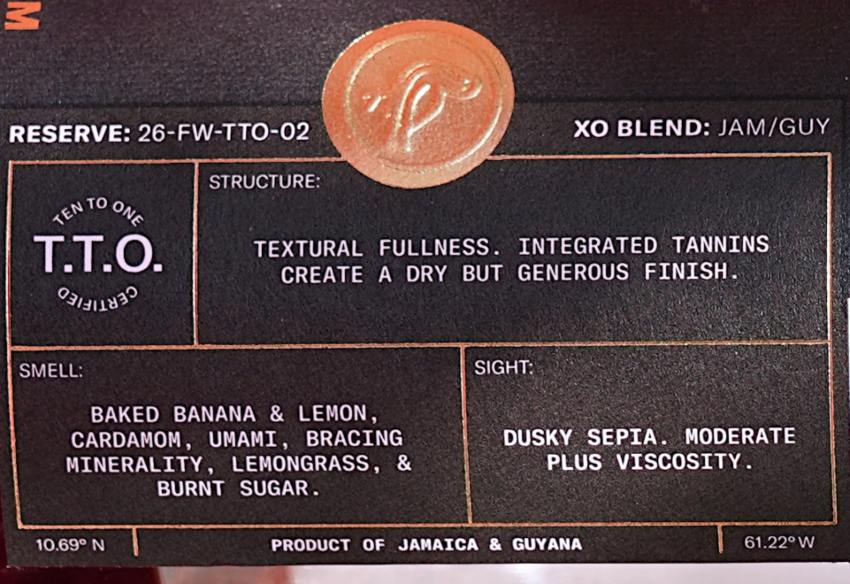 M
RESERVE: 26-FW-TTO-02
XO BLEND: JAM/GUY
TEN TO ONE
T.T.O.
CERTIFIED
STRUCTURE:
TEXTURAL FULLNESS. INTEGRATED TANNINS
CREATE A DRY BUT GENEROUS FINISH.
SMELL:
BAKED BANANA & LEMON,
CARDAMOM, UMAMI, BRACING
MINERALITY, LEMONGRASS, &
BURNT SUGAR.
SIGHT:
DUSKY SEPIA. MODERATE
PLUS VISCOSITY.
10.69° N
PRODUCT OF JAMAICA & GUYANA
61.22° W